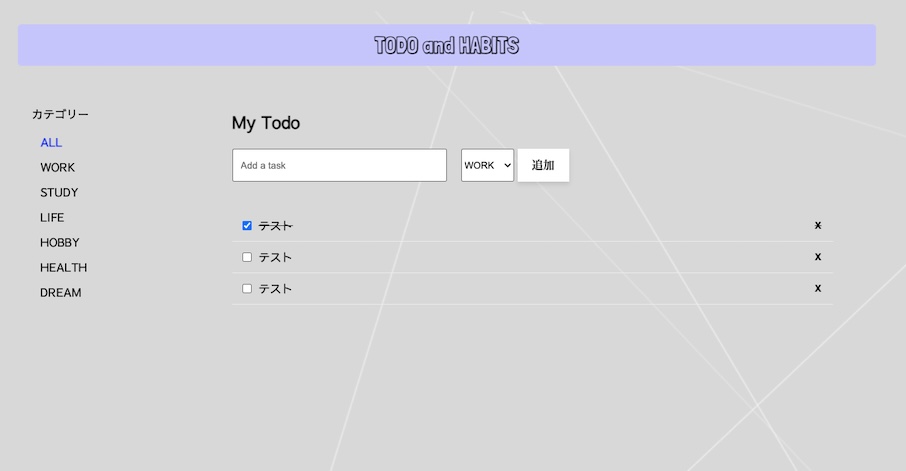 TODO and HABITS
カテゴリー
ALL
WORK
STUDY
LIFE
HOBBY
HEALTH
DREAM
My Todo
Add a task
WORK
追加
テスト
X
テスト
X
テスト
X